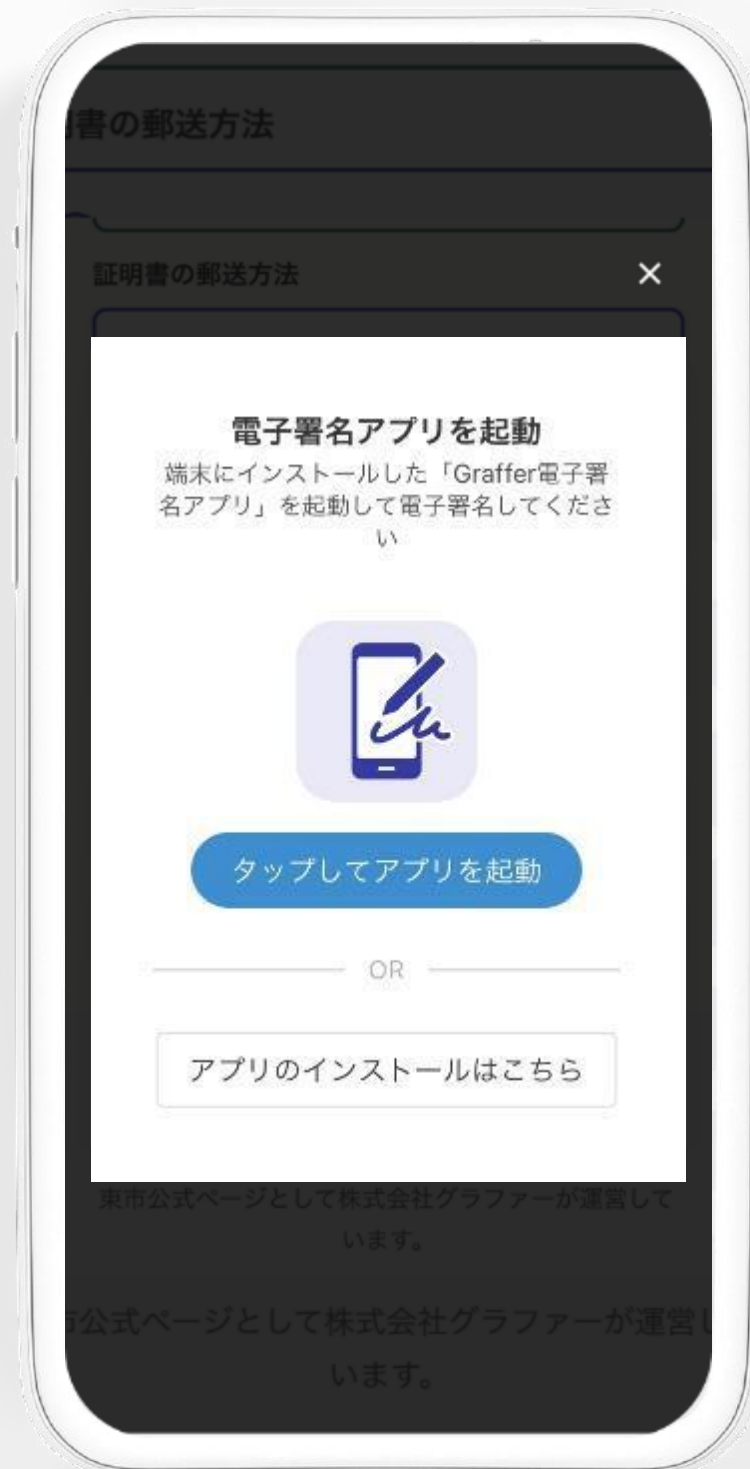 書の郵送方法
証明書の郵送方法
電子署名アプリを起動
端末にインストールした「Graffer電子署
名アプリ」を起動して電子署名してくださ
い
タップしてアプリを起動
OR
アプリのインストールはこちら
東市公式ページとして株式会社グラファーが運営して
います。
市公式ページとして株式会社グラファーが運営し
います。